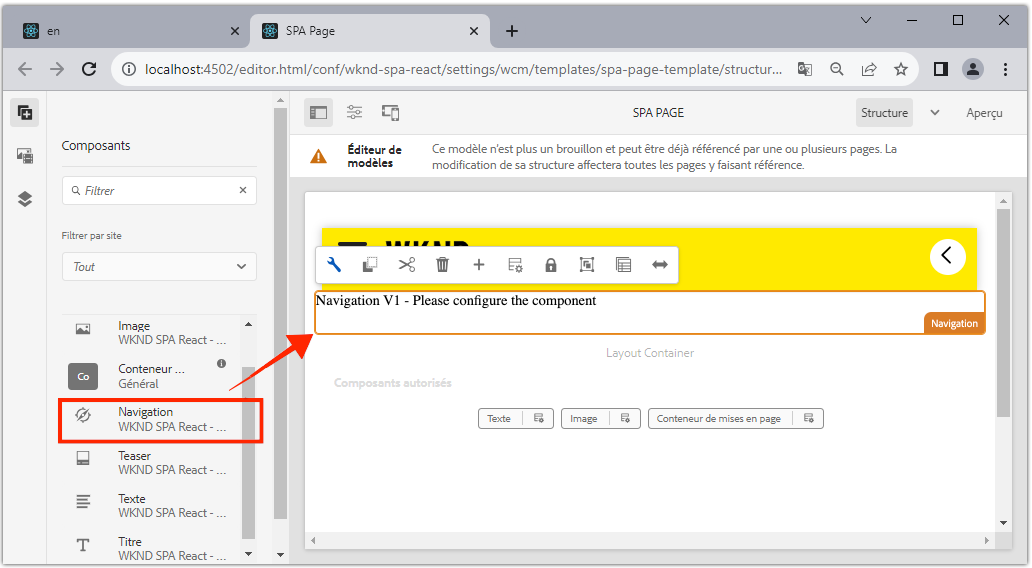 en
SPA Page
localhost:4502/editor.html/conf/wknd-spa-react/settings/wcm/templates/spa-page-template/structur...
SPA PAGE
Structure
Aperçu
Composants
Éditeur de modèles
Ce modèle n'est plus un brouillon et peut être déjà référencé par une ou plusieurs pages. La
modification de sa structure affectera toutes les pages y faisant référence.
Filtrer
Filtrer par site
Tout
Image
WKND SPA React - ...
Co
Conteneur ...
Général
Navigation
WKND SPA React - ...
Teaser
WKND SPA React - ...
Texte
WKND SPA React - ...
Titre
WKND SPA React - ...
WKND
Navigation V1 - Please configure the component
Navigation
Layout Container
Composants autorisés
Texte
Image
Conteneur de mises en page